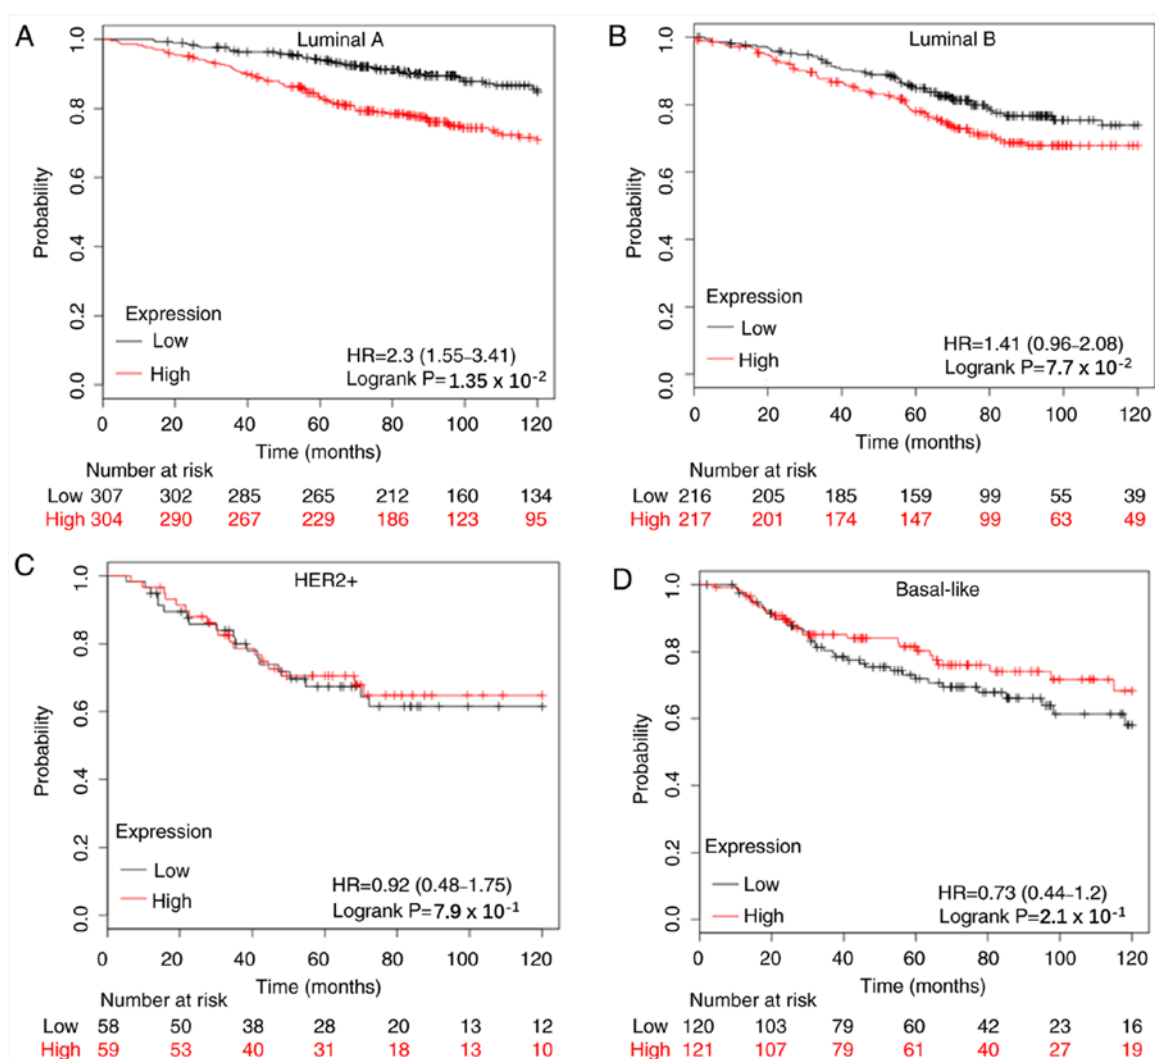 A
Luminal A
Probability
1.0
0.8
0.6
0.4
0.2
0.0
Expression
Low
High
HR=2.3 (1.55–3.41)
Logrank P=1.35 x 10-2
0 20 40 60 80 100 120
Time (months)
Number at risk
Low 307 302 285 265 212 160 134
High 304 290 267 229 186 123 95
B
Luminal B
Probability
1.0
0.8
0.6
0.4
0.2
0.0
Expression
Low
High
HR=1.41 (0.96–2.08)
Logrank P=7.7 x 10-2
0 20 40 60 80 100 120
Time (months)
Number at risk
Low 216 205 185 159 99 55 39
High 217 201 174 147 99 63 49
C
HER2+
Probability
1.0
0.8
0.6
0.4
0.2
0.0
Expression
Low
High
HR=0.92 (0.48–1.75)
Logrank P=7.9 x 10-1
0 20 40 60 80 100 120
Time (months)
Number at risk
Low 58 50 38 28 20 13 12
High 59 53 40 31 18 13 10
D
Basal-like
Probability
1.0
0.8
0.6
0.4
0.2
0.0
Expression
Low
High
HR=0.73 (0.44–1.2)
Logrank P=2.1 x 10-1
0 20 40 60 80 100 120
Time (months)
Number at risk
Low 120 103 79 60 42 23 16
High 121 107 79 61 40 27 19